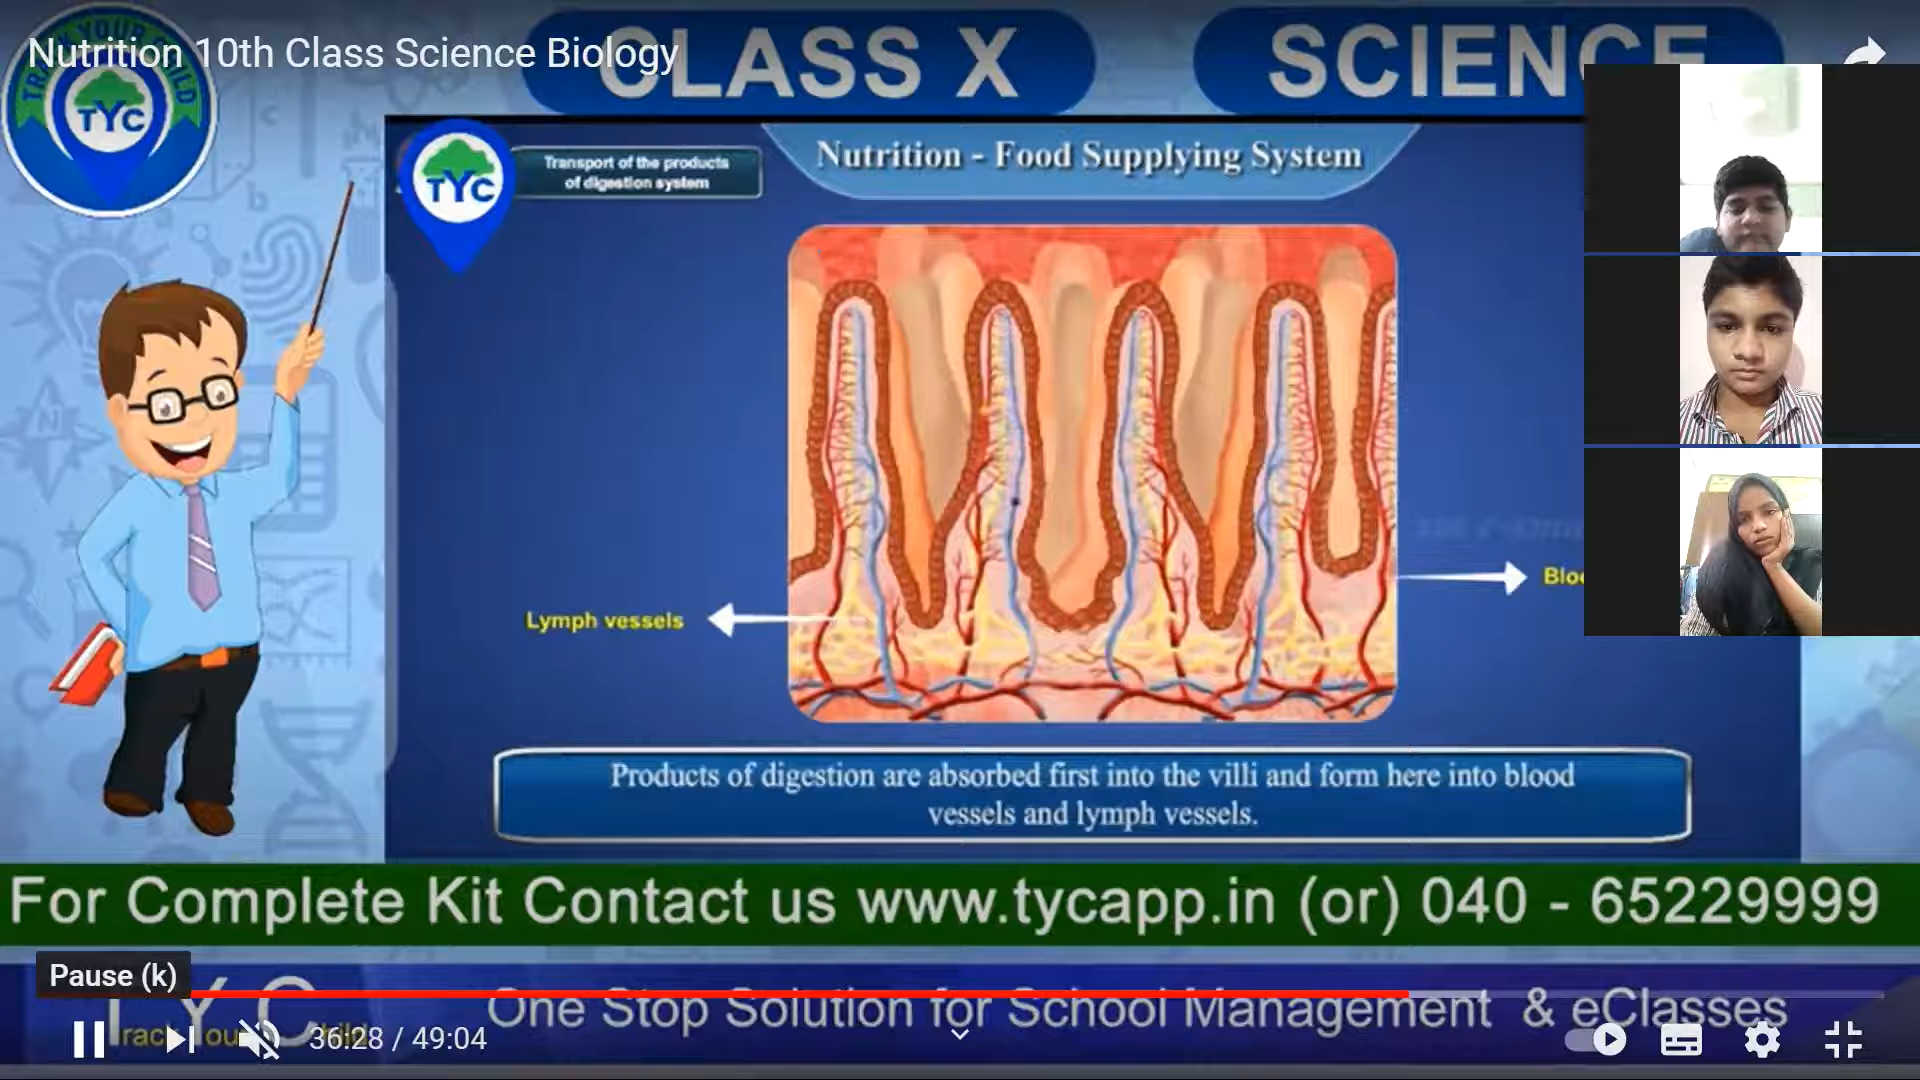 Nutrition 10th Class Science Biology
CLASS X
TYC
TYC
Transport of the products
of digestion system
Nutrition - Food Supplying System
Lymph vessels
Products of digestion are absorbed first into the villi and form here into blood
vessels and lymph vessels.
For Complete Kit Contact us www.tycapp.in (or) 040 - 65229999
Pause (k)
One Stop Solution for School Management & eClasses
36:28 / 49:04